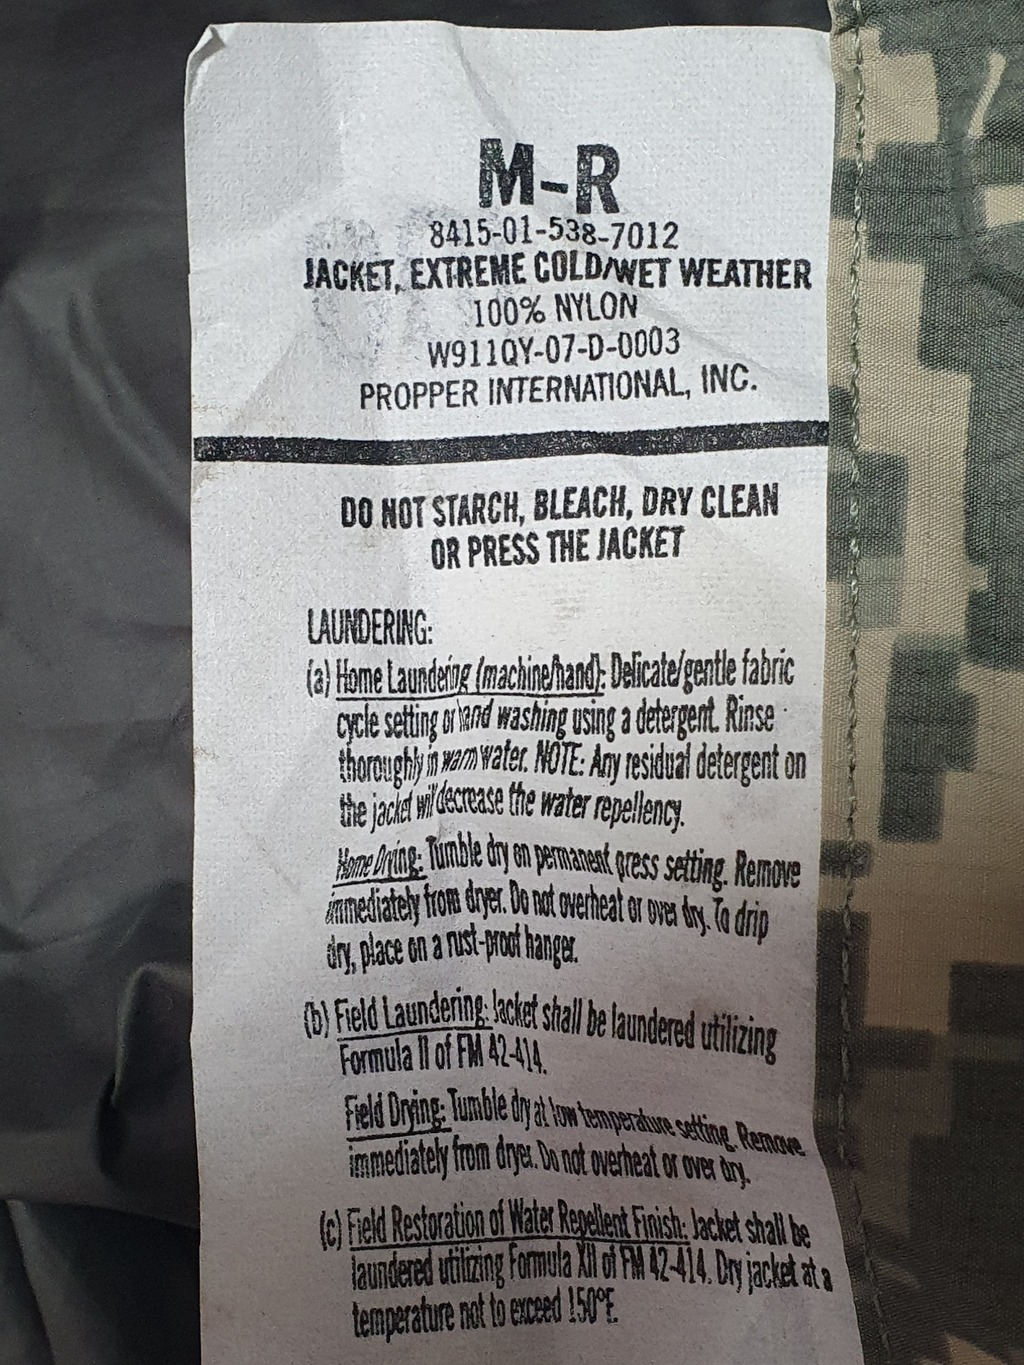 M-R
8415-01-538-7012
JACKET, EXTREME COLD/WET WEATHER
100% NYLON
W911QY-07-D-0003
PROPPER INTERNATIONAL, INC.
DO NOT STARCH, BLEACH, DRY CLEAN
OR PRESS THE JACKET
LAUNDERING:
(a) Home Laundering (machine/hand): Delicate/gentle fabric
cycle setting or hand washing using a detergent. Rinse
thoroughly in warm water. NOTE: Any residual detergent on
the jacket will decrease the water repellency.
Home Drying: Tumble dry on permanent press setting. Remove
immediately from dryer. Do not overheat or over dry. To drip
dry, place on a rust-proof hanger.
(b) Field Laundering: Jacket shall be laundered utilizing
Formula II of FM 42-414.
Field Drying: Tumble dry at low temperature setting. Remove
immediately from dryer. Do not overheat or over dry.
(c) Field Restoration of Water Repellent Finish: Jacket shall be
laundered utilizing Formula XII of FM 42-414. Dry jacket at a
temperature not to exceed 150°F.